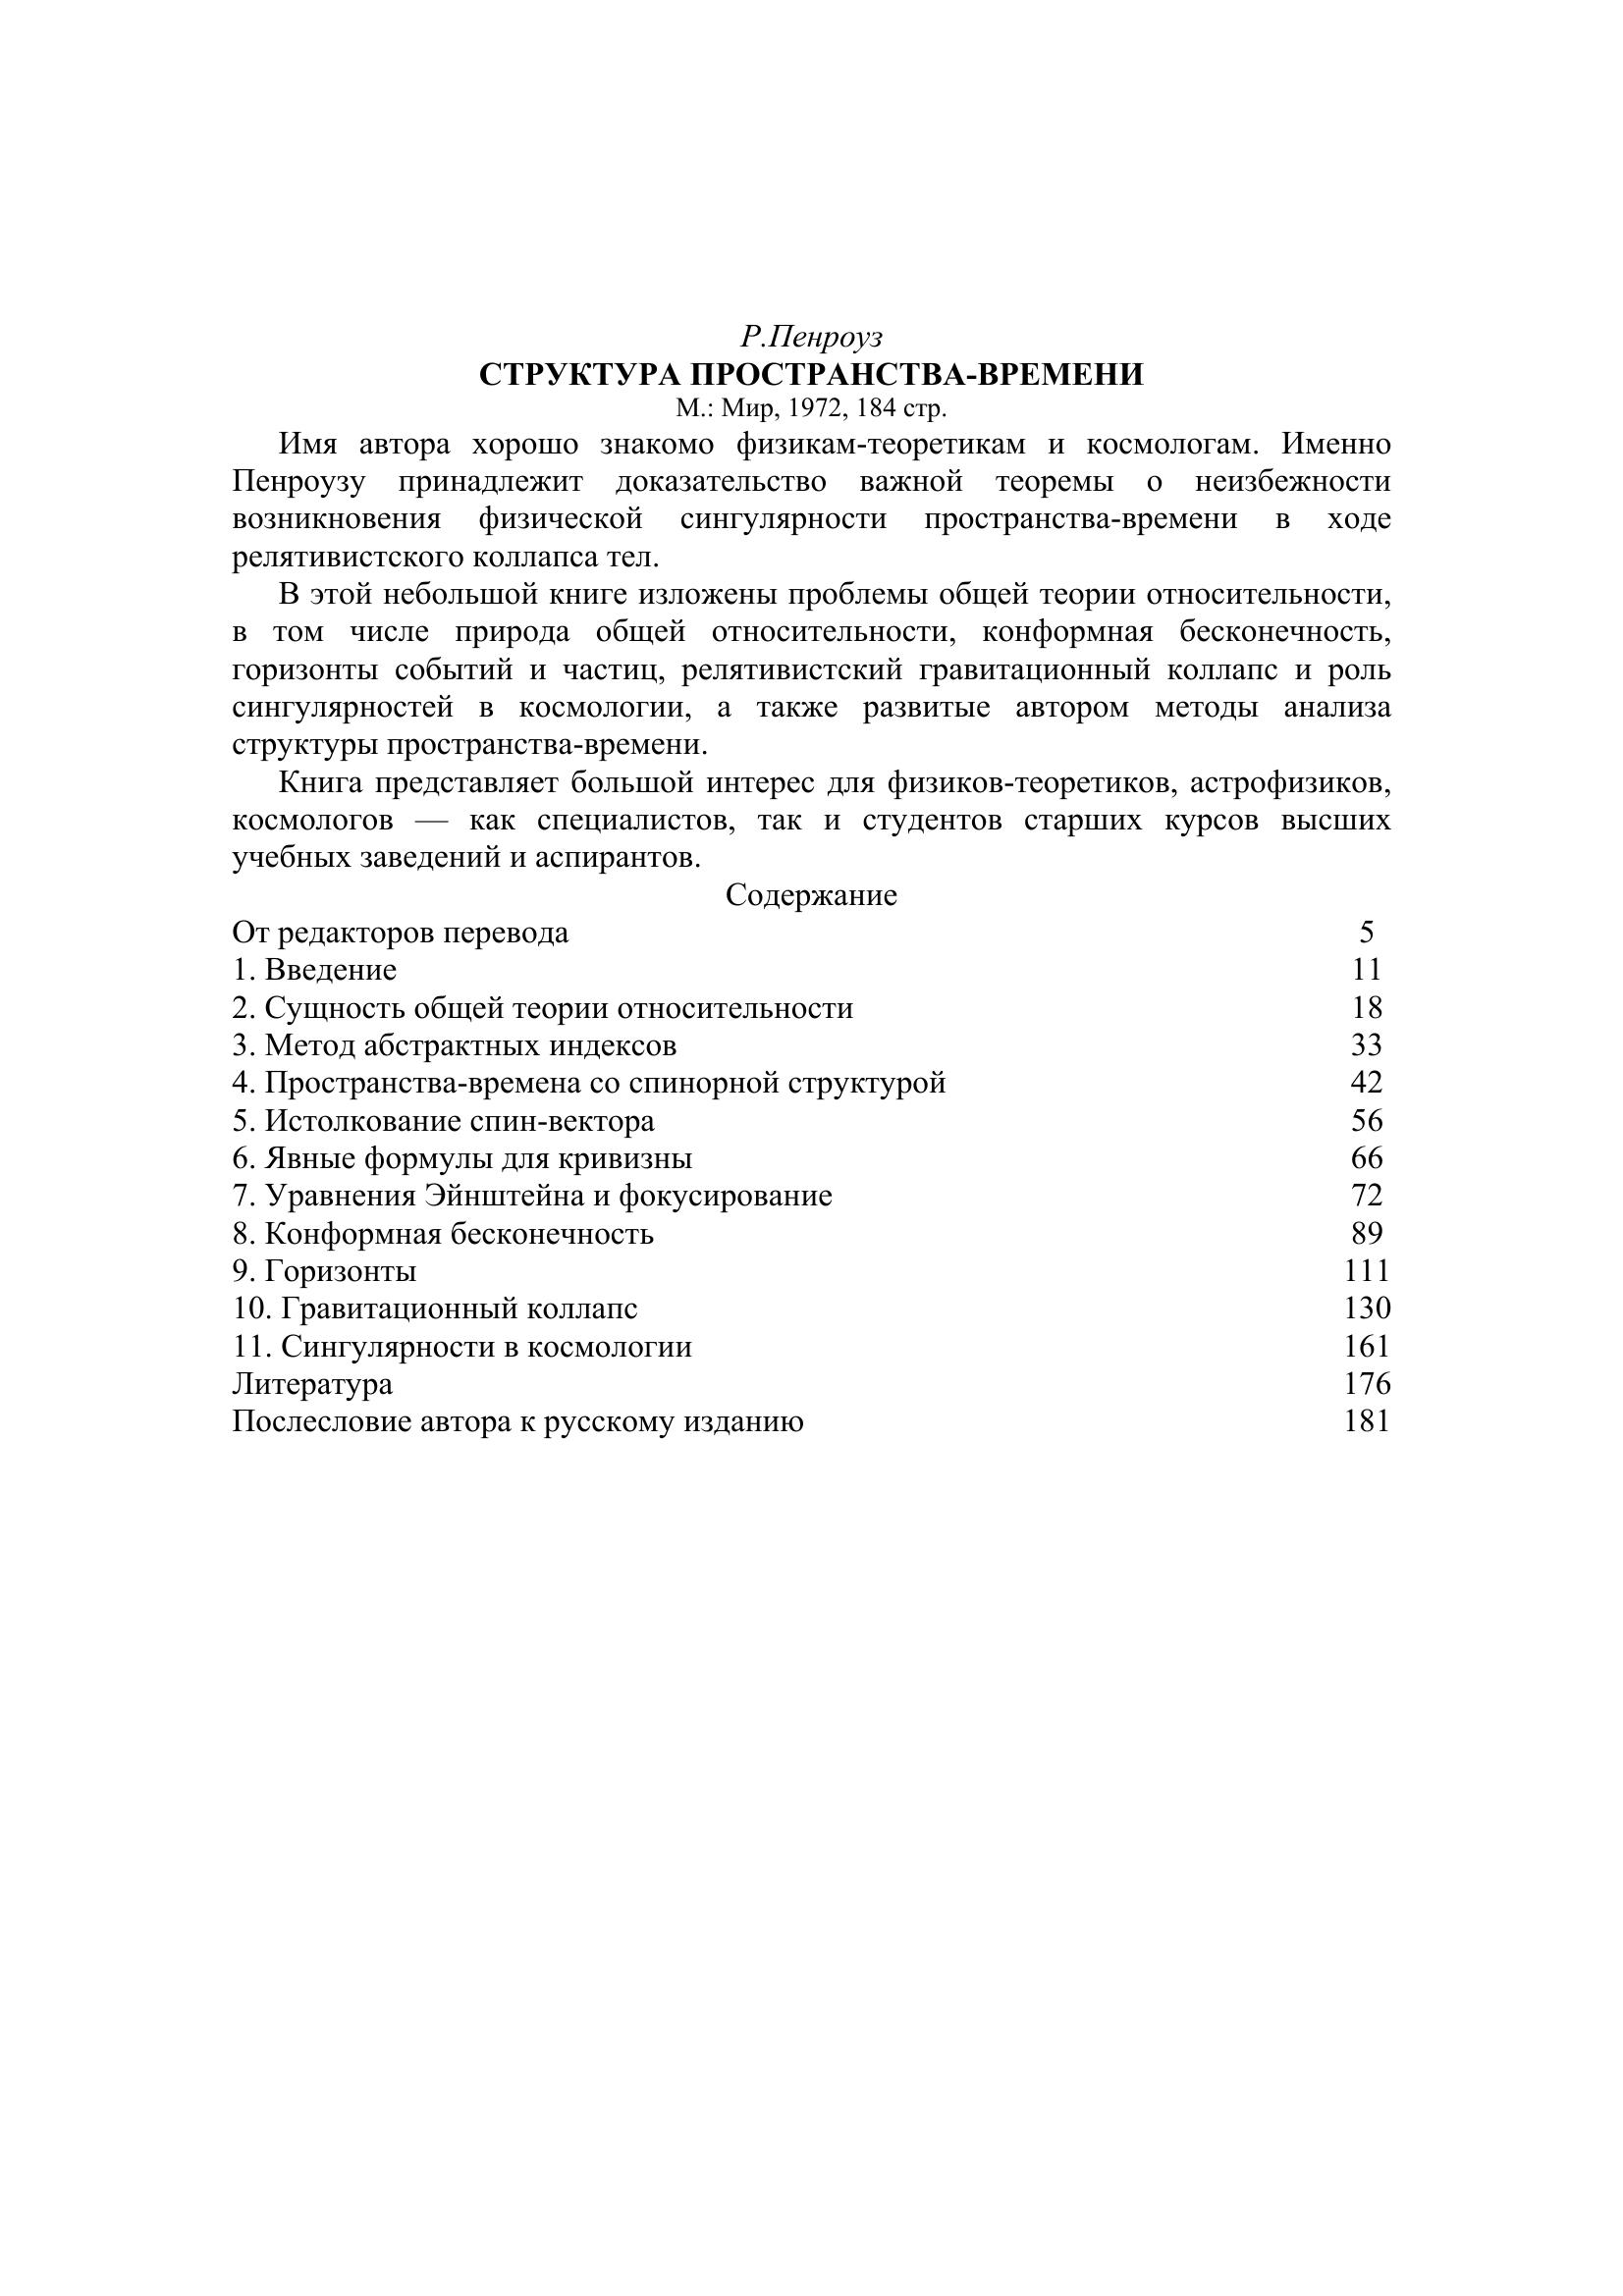 Р.Пенроуз
СТРУКТУРА ПРОСТРАНСТВА-ВРЕМЕНИ
М.: Мир, 1972, 184 стр.
Имя автора хорошо знакомо физикам-теоретикам и космологам. Именно
Пенроузу принадлежит доказательство важной теоремы о неизбежности
возникновения физической сингулярности пространства-времени в ходе
релятивистского коллапса тел.
В этой небольшой книге изложены проблемы общей теории относительности,
в том числе природа общей относительности, конформная бесконечность,
горизонты событий и частиц, релятивистский гравитационный коллапс и роль
сингулярностей в космологии, а также развитые автором методы анализа
структуры пространства-времени.
Книга представляет большой интерес для физиков-теоретиков, астрофизиков,
космологов — как специалистов, так и студентов старших курсов высших
учебных заведений и аспирантов.
Содержание
От редакторов перевода 5
1. Введение 11
2. Сущность общей теории относительности 18
3. Метод абстрактных индексов 33
4. Пространства-времена со спинорной структурой 42
5. Истолкование спин-вектора 56
6. Явные формулы для кривизны 66
7. Уравнения Эйнштейна и фокусирование 72
8. Конформная бесконечность 89
9. Горизонты 111
10. Гравитационный коллапс 130
11. Сингулярности в космологии 161
Литература 176
Послесловие автора к русскому изданию 181